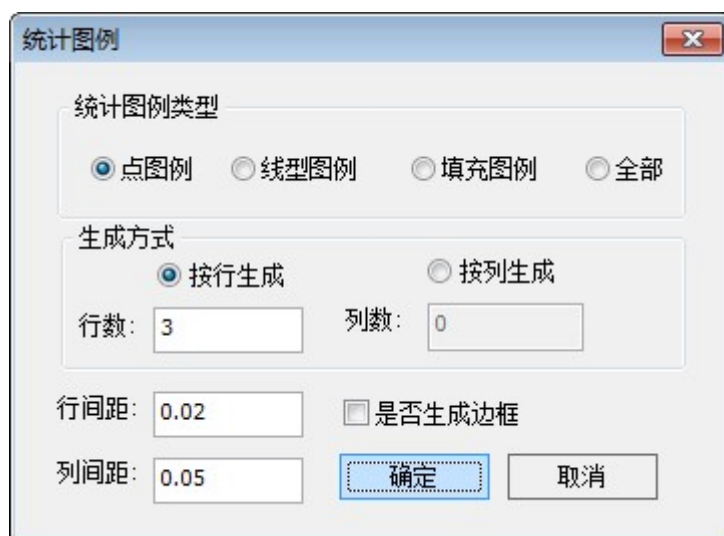 统计图例
统计图例类型
点图例 线型图例 填充图例 全部
生成方式
按行生成 按列生成
行数: 3 列数: 0
行间距: 0.02 是否生成边框
列间距: 0.05 确定 取消